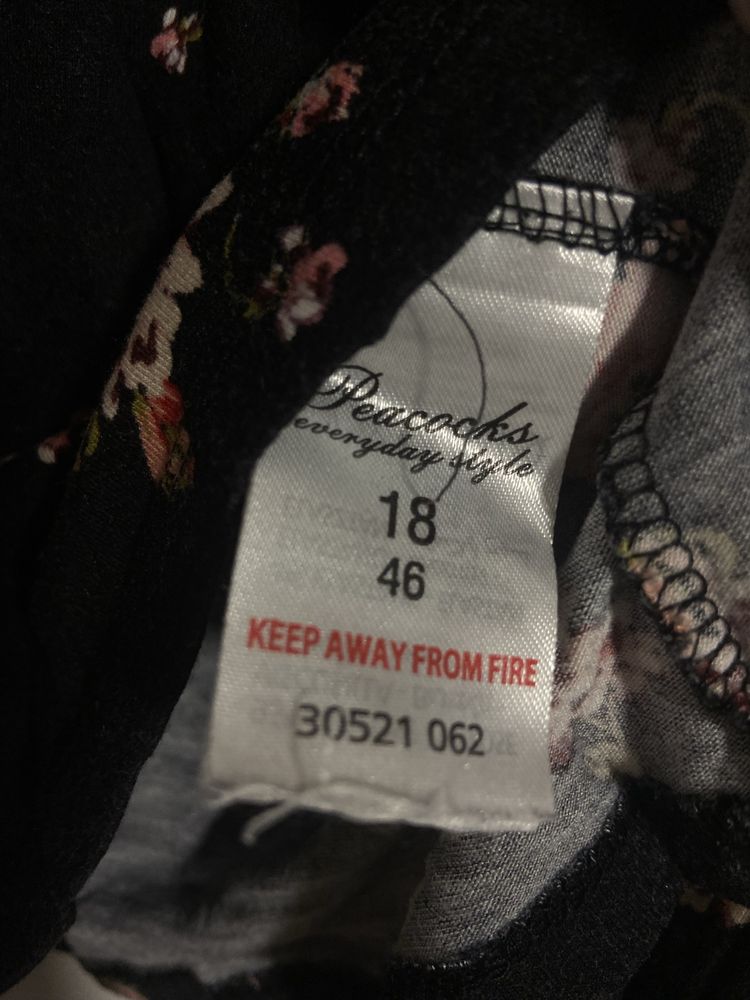 Peacocks
everyday style
18
46
KEEP AWAY FROM FIRE
30521 062